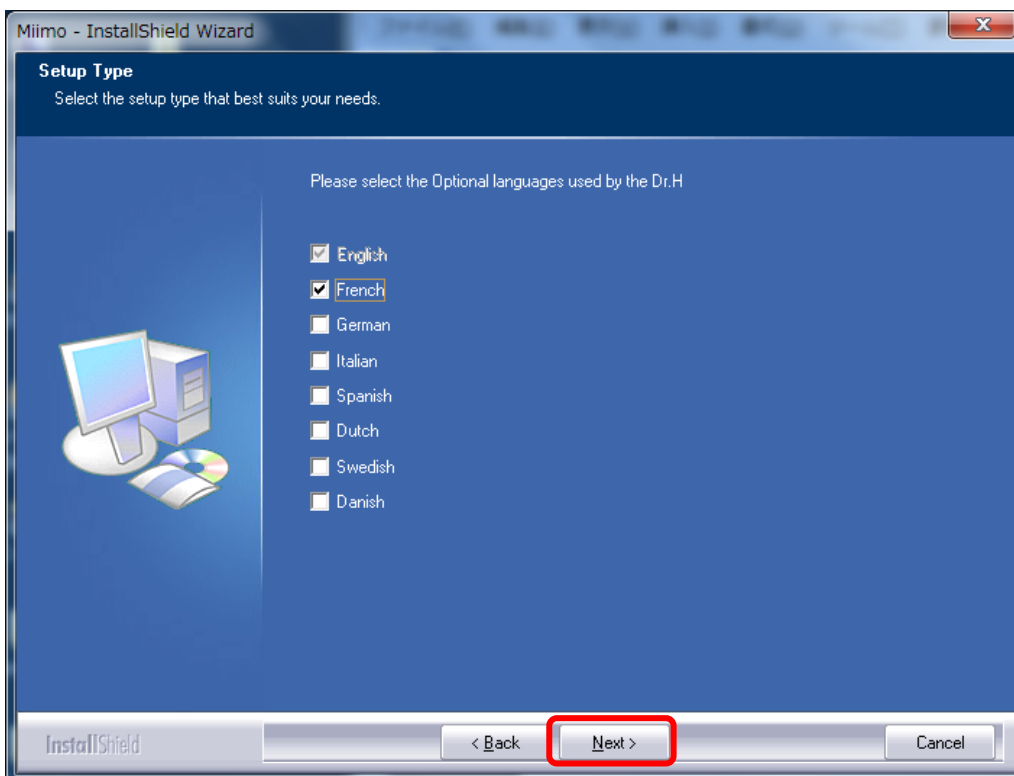 Miimo - InstallShield Wizard
X
Setup Type
Select the setup type that best suits your needs.
Please select the Optional languages used by the Dr.H
English
French
German
Italian
Spanish
Dutch
Swedish
Danish
InstallShield
< Back
Next >
Cancel